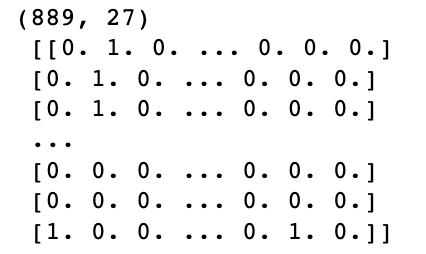 (889, 27)
[[0. 1. 0. ... 0. 0. 0.]
[0. 1. 0. ... 0. 0. 0.]
[0. 1. 0. ... 0. 0. 0.]
...
[0. 0. 0. ... 0. 0. 0.]
[0. 0. 0. ... 0. 0. 0.]
[1. 0. 0. ... 0. 1. 0.]]